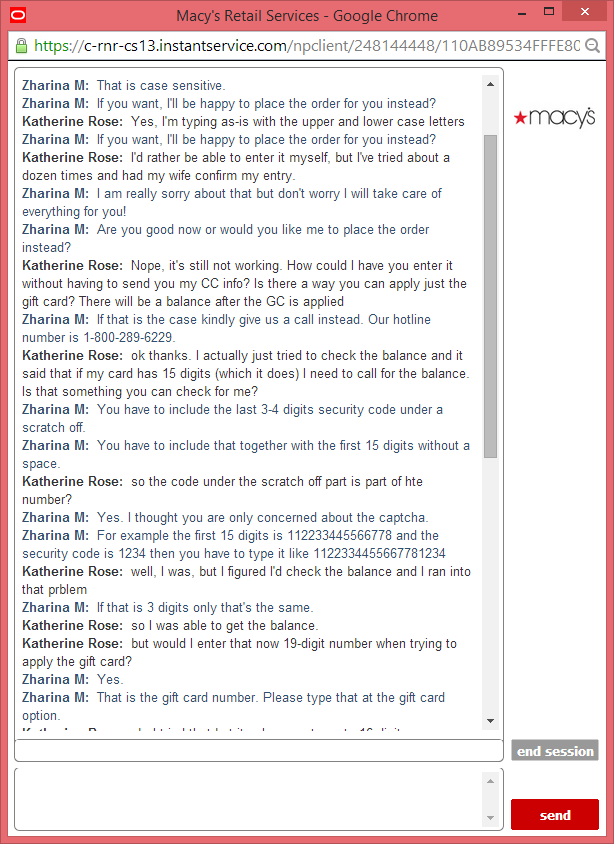 Macy's Retail Services - Google Chrome
https://c-rnr-cs13.instantservice.com/npclient/248144448/110AB89534FFFE80
Zharina M: That is case sensitive.
Zharina M: If you want, I'll be happy to place the order for you instead?
Katherine Rose: Yes, I'm typing as-is with the upper and lower case letters
Zharina M: If you want, I'll be happy to place the order for you instead?
Katherine Rose: I'd rather be able to enter it myself, but I've tried about a
dozen times and had my wife confirm my entry.
Zharina M: I am really sorry about that but don't worry I will take care of
everything for you!
Zharina M: Are you good now or would you like me to place the order
instead?
Katherine Rose: Nope, it's still not working. How could I have you enter it
without having to send you my CC info? Is there a way you can apply just the
gift card? There will be a balance after the GC is applied
Zharina M: If that is the case kindly give us a call instead. Our hotline
number is 1-800-289-6229.
Katherine Rose: ok thanks. I actually just tried to check the balance and it
said that if my card has 15 digits (which it does) I need to call for the balance.
Is that something you can check for me?
Zharina M: You have to include the last 3-4 digits security code under a
scratch off.
Zharina M: You have to include that together with the first 15 digits without a
space.
Katherine Rose: so the code under the scratch off part is part of hte
number?
Zharina M: Yes. I thought you are only concerned about the captcha.
Zharina M: For example the first 15 digits is 112233445566778 and the
security code is 1234 then you have to type it like 1122334455667781234
Katherine Rose: well, I was, but I figured I'd check the balance and I ran into
that prblem
Zharina M: If that is 3 digits only that's the same.
Katherine Rose: so I was able to get the balance.
Katherine Rose: but would I enter that now 19-digit number when trying to
apply the gift card?
Zharina M: Yes.
Zharina M: That is the gift card number. Please type that at the gift card
option.
macy's
end session
send